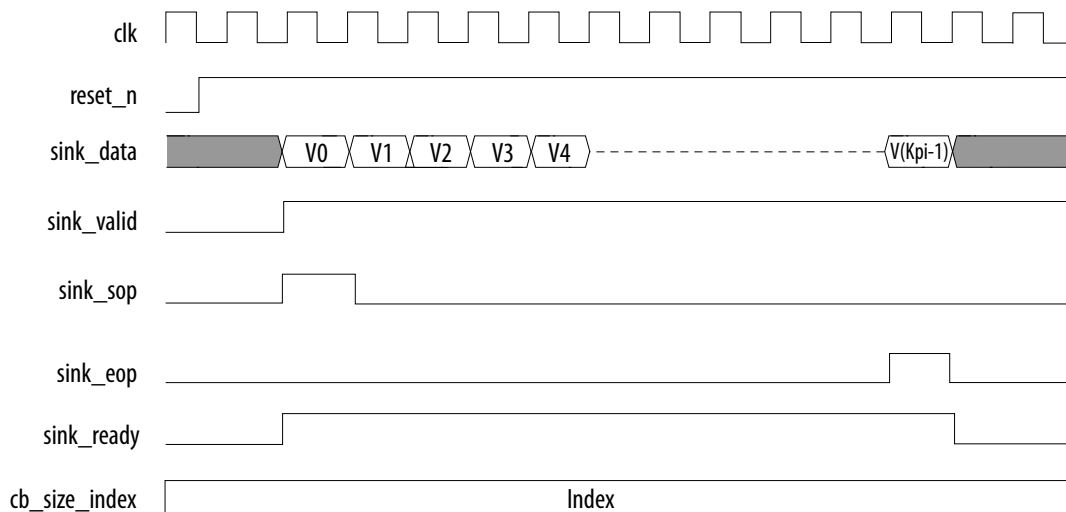 clk
reset_n
sink_data V0 V1 V2 V3 V4 V(Kpi-1)
sink_valid
sink_sop
sink_eop
sink_ready
cb_size_index Index